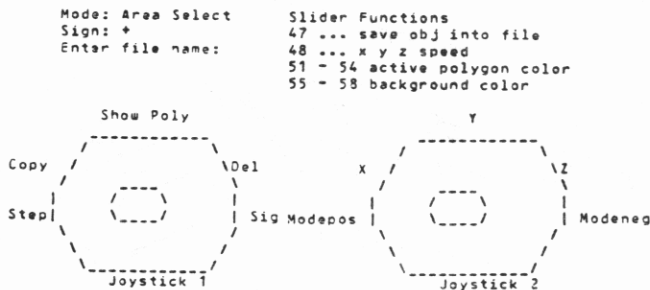 Mode: Area Select
Sign: +
Enter file name:
Slider Functions
47 ... save obj into file
48 ... x y z speed
51 - 54 active polygon color
55 - 58 background color
Show Poly
Copy
Del
Step
Sig
Joystick 1
Y
X
Z
Modepos
Modeneg
Joystick 2